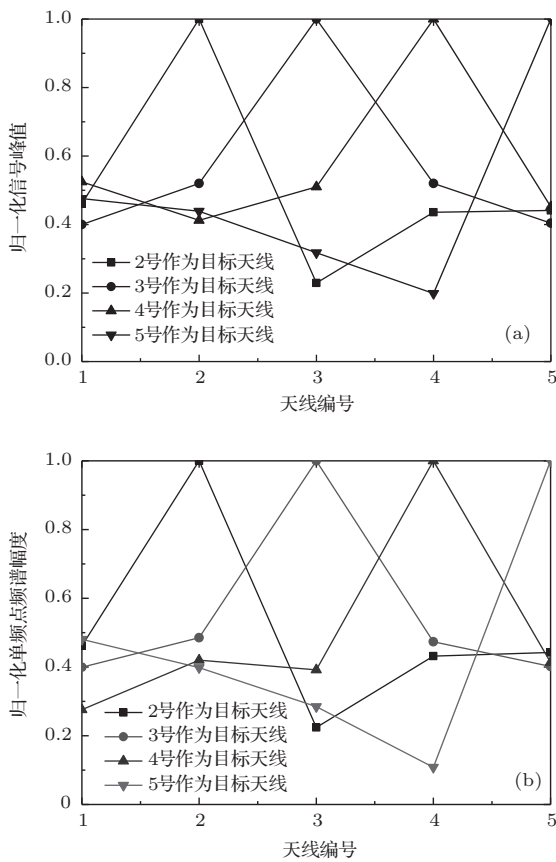 1.0
0.8
0.6
0.4
0.2
0.0
归一化信号峰值
2号作为目标天线
3号作为目标天线
4号作为目标天线
5号作为目标天线
(a)
1 2 3 4 5
天线编号
1.0
0.8
0.6
0.4
0.2
0
归一化单频点频谱幅度
2号作为目标天线
3号作为目标天线
4号作为目标天线
5号作为目标天线
(b)
1 2 3 4 5
天线编号